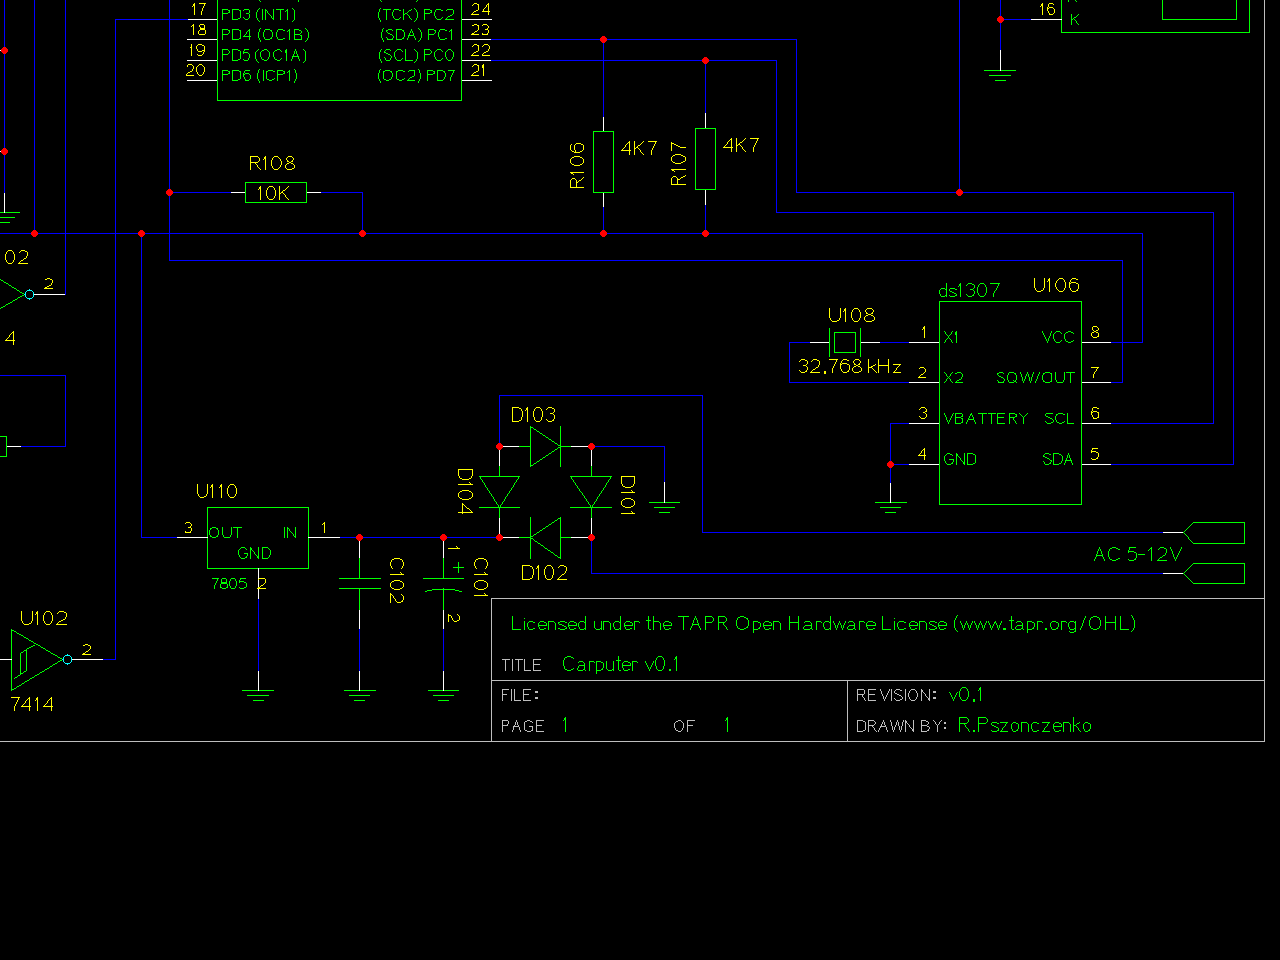 17 PD3 (INT1) (TCK) PC2 24
18 PD4 (OC1B) (SDA) PC1 23
19 PD5 (OC1A) (SCL) PC0 22
20 PD6 (ICP1) (OC2) PD7 21
16 K
R108
10K
R106
4K7
R107
4K7
02
2
4
ds1307 U106
U108
32.768 kHz
1 X1 VCC 8
2 X2 SQW/OUT 7
3 VBATTERY SCL 6
4 GND SDA 5
D103
D104
D101
D102
U110
3 OUT IN 1
GND
7805 2
C102
1
+
C101
2
AC 5-12V
U102
2
7414
Licensed under the TAPR Open Hardware License (www.tapr.org/OHL)
TITLE Carputer v0.1
FILE: REVISION: v0.1
PAGE 1 OF 1 DRAWN BY: R.Pszonczenko